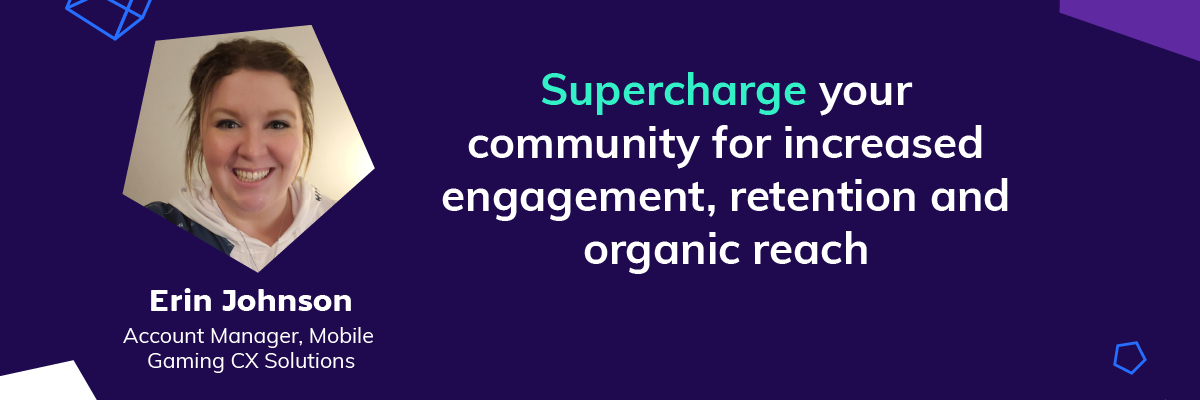 Supercharge your
community for increased
engagement, retention and
organic reach
Erin Johnson
Account Manager, Mobile
Gaming CX Solutions